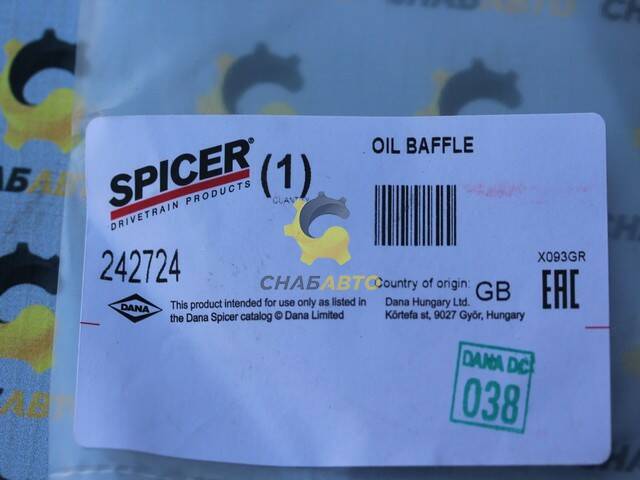 SPICER®
DRIVETRAIN PRODUCTS
(1)
OIL BAFFLE
242724
СНАБАВТО
X093GR
Country of origin: GB
EAC
DANA
This product intended for use only as listed in
the Dana Spicer catalog © Dana Limited
Dana Hungary Ltd.
Körtefa st, 9027 Győr, Hungary
DANA DC
038
СНАБАВТО
АВТО